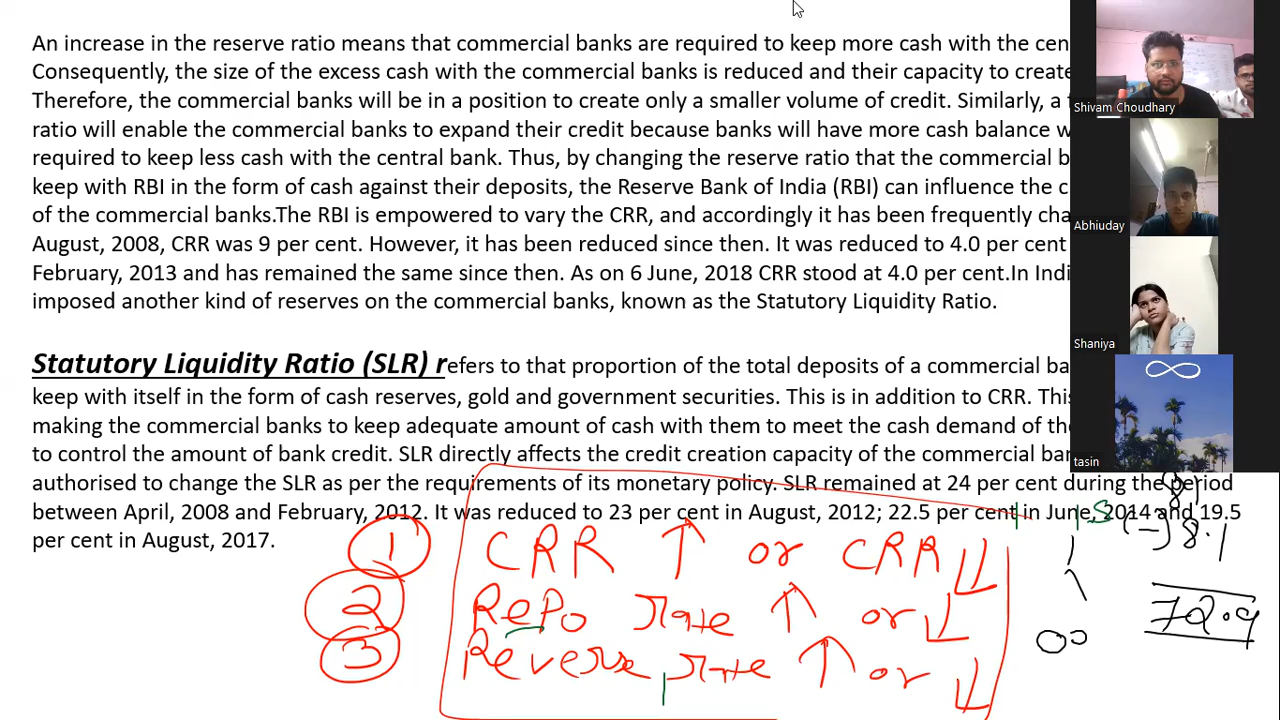 An increase in the reserve ratio means that commercial banks are required to keep more cash with the cen
Consequently, the size of the excess cash with the commercial banks is reduced and their capacity to create
Therefore, the commercial banks will be in a position to create only a smaller volume of credit. Similarly, a
ratio will enable the commercial banks to expand their credit because banks will have more cash balance w
required to keep less cash with the central bank. Thus, by changing the reserve ratio that the commercial b
keep with RBI in the form of cash against their deposits, the Reserve Bank of India (RBI) can influence the c
of the commercial banks.The RBI is empowered to vary the CRR, and accordingly it has been frequently cha
August, 2008, CRR was 9 per cent. However, it has been reduced since then. It was reduced to 4.0 per cent
February, 2013 and has remained the same since then. As on 6 June, 2018 CRR stood at 4.0 per cent.In Indi
imposed another kind of reserves on the commercial banks, known as the Statutory Liquidity Ratio.
Statutory Liquidity Ratio (SLR) refers to that proportion of the total deposits of a commercial ba
keep with itself in the form of cash reserves, gold and government securities. This is in addition to CRR. This
making the commercial banks to keep adequate amount of cash with them to meet the cash demand of the
to control the amount of bank credit. SLR directly affects the credit creation capacity of the commercial ban
authorised to change the SLR as per the requirements of its monetary policy. SLR remained at 24 per cent during the period
between April, 2008 and February, 2012. It was reduced to 23 per cent in August, 2012; 22.5 per cent in June, 2014 and 19.5
per cent in August, 2017.
1 CRR ↑ or CRR ↓
2 Repo rate ↑ or ↓
3 Reverse rate ↑ or ↓
81
(-) 8.1
72.9
Shivam Choudhary
Abhiuday
Shaniya
tasin